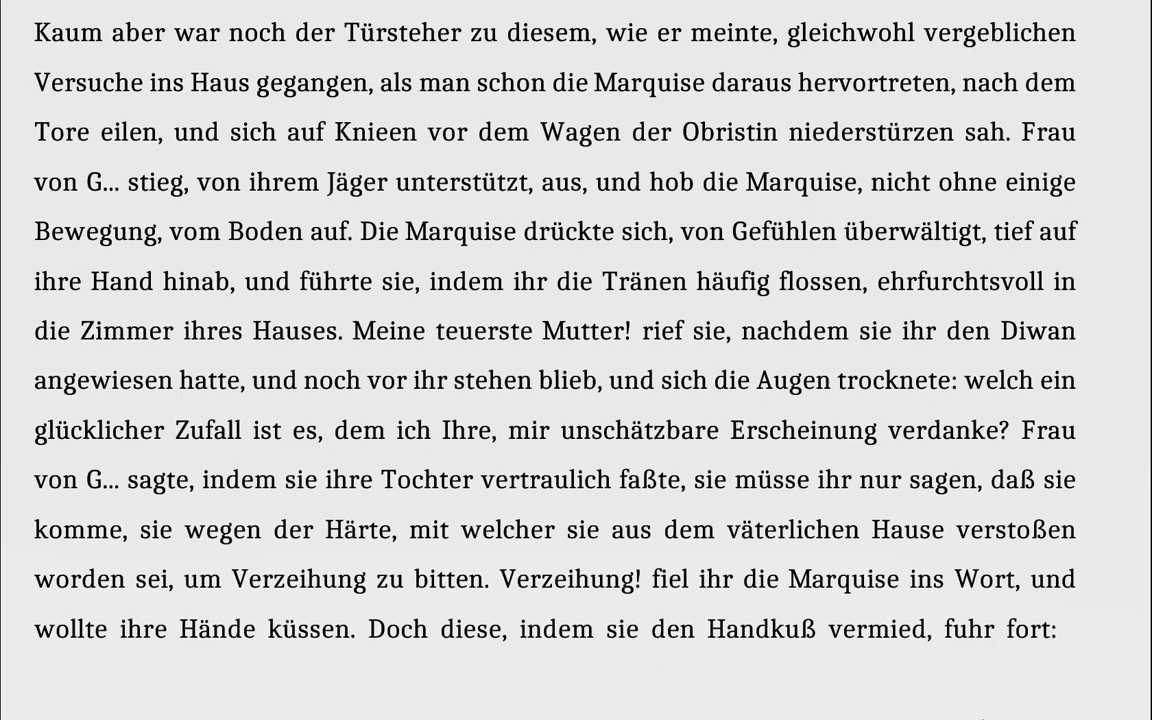 Kaum aber war noch der Türsteher zu diesem, wie er meinte, gleichwohl vergeblichen
Versuche ins Haus gegangen, als man schon die Marquise daraus hervortreten, nach dem
Tore eilen, und sich auf Knieen vor dem Wagen der Obristin niederstürzen sah. Frau
von G... stieg, von ihrem Jäger unterstützt, aus, und hob die Marquise, nicht ohne einige
Bewegung, vom Boden auf. Die Marquise drückte sich, von Gefühlen überwältigt, tief auf
ihre Hand hinab, und führte sie, indem ihr die Tränen häufig flossen, ehrfurchtsvoll in
die Zimmer ihres Hauses. Meine teuerste Mutter! rief sie, nachdem sie ihr den Diwan
angewiesen hatte, und noch vor ihr stehen blieb, und sich die Augen trocknete: welch ein
glücklicher Zufall ist es, dem ich Ihre, mir unschätzbare Erscheinung verdanke? Frau
von G... sagte, indem sie ihre Tochter vertraulich faßte, sie müsse ihr nur sagen, daß sie
komme, sie wegen der Härte, mit welcher sie aus dem väterlichen Hause verstoßen
worden sei, um Verzeihung zu bitten. Verzeihung! fiel ihr die Marquise ins Wort, und
wollte ihre Hände küssen. Doch diese, indem sie den Handkuß vermied, fuhr fort: